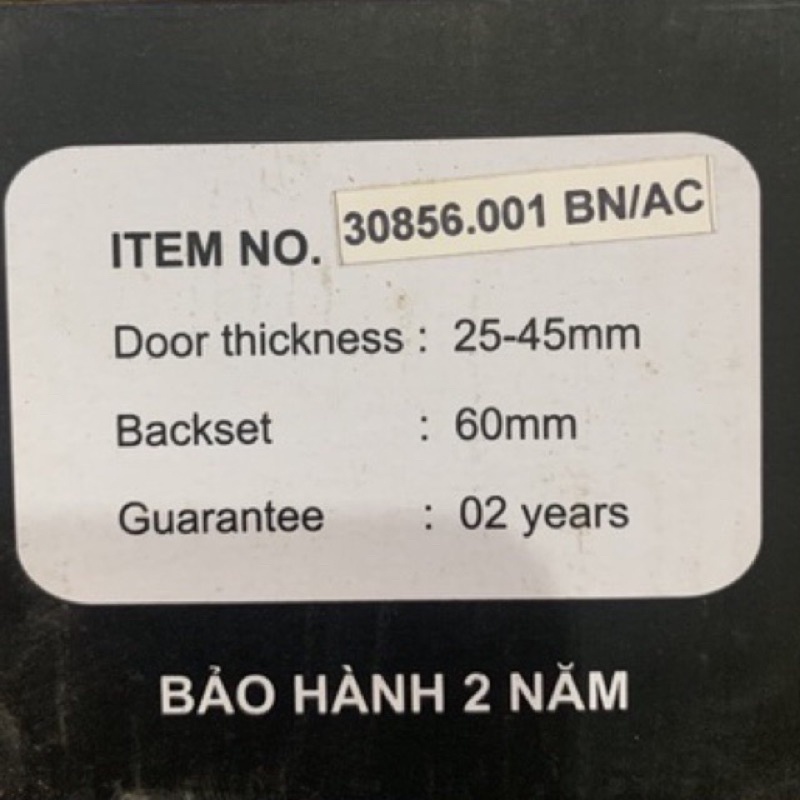 ITEM NO. 30856.001 BN/AC
Door thickness : 25-45mm
Backset : 60mm
Guarantee : 02 years
BẢO HÀNH 2 NĂM